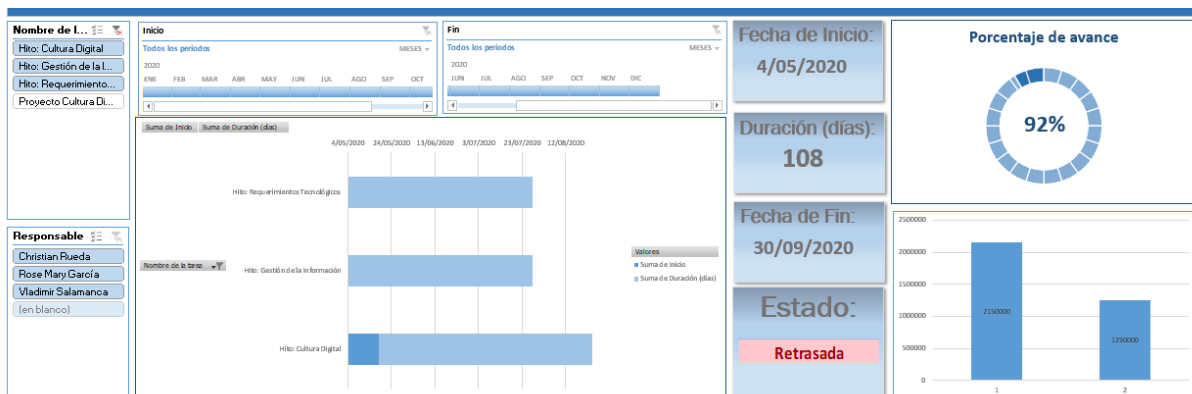 Nombre de l...
Hito: Cultura Digital
Hito: Gestión de la I...
Hito: Requerimiento...
Proyecto Cultura Di...
Responsable
Christian Rueda
Rose Mary García
Vladimir Salamanca
(en blanco)
Inicio
Todos los periodos
MESES
2020
ENE FEB MAR ABR MAY JUN JUL AGO SEP OCT
Fin
Todos los periodos
MESES
2020
JUN JUL AGO SEP OCT NOV DIC
Suma de Inicio Suma de Duración (días)
4/05/2020 24/05/2020 13/06/2020 3/07/2020 23/07/2020 12/08/2020
Hito: Requerimientos Tecnológicos
Nombre de la tarea
Hito: Gestión de la Información
Hito: Cultura Digital
Valores
Suma de Inicio
Suma de Duración (días)
Fecha de Inicio:
4/05/2020
Duración (días):
108
Fecha de Fin:
30/09/2020
Estado:
Retrasada
Porcentaje de avance
92%
2500000
2000000
1500000
1000000
500000
0
2150000
1250000
1 2